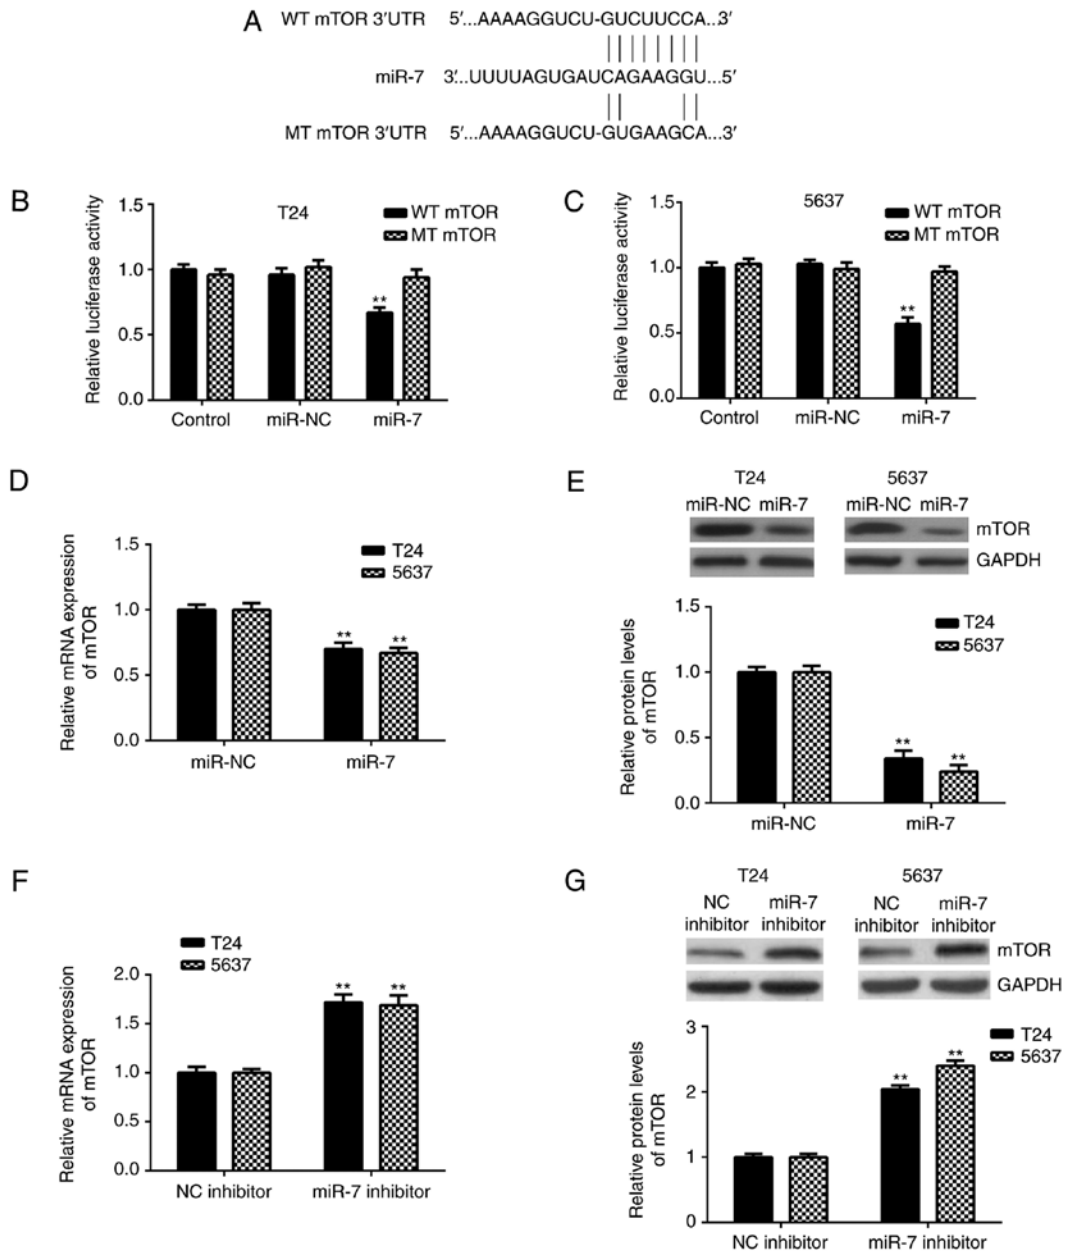 A
WT mTOR 3′UTR 5′...AAAAGGUCU-GUCUUCCA...3′
miR-7 3′...UUUUAGUGAUCAGAAGGU...5′
MT mTOR 3′UTR 5′...AAAAGGUCU-GUGAAGCA...3′
B
T24
WT mTOR
MT mTOR
Relative luciferase activity
1.5
1.0
0.5
0.0
**
Control miR-NC miR-7
C
5637
WT mTOR
MT mTOR
Relative luciferase activity
1.5
1.0
0.5
0.0
**
Control miR-NC miR-7
D
T24
5637
Relative mRNA expression
of mTOR
1.5
1.0
0.5
0.0
** **
miR-NC miR-7
E
T24 5637
miR-NC miR-7 miR-NC miR-7
mTOR
GAPDH
T24
5637
Relative protein levels
of mTOR
1.5
1.0
0.5
0.0
** **
miR-NC miR-7
F
T24
5637
Relative mRNA expression
of mTOR
2.0
1.5
1.0
0.5
0.0
** **
NC inhibitor miR-7 inhibitor
G
T24 5637
NC miR-7 NC miR-7
inhibitor inhibitor inhibitor inhibitor
mTOR
GAPDH
T24
5637
Relative protein levels
of mTOR
3
2
1
0
** **
NC inhibitor miR-7 inhibitor